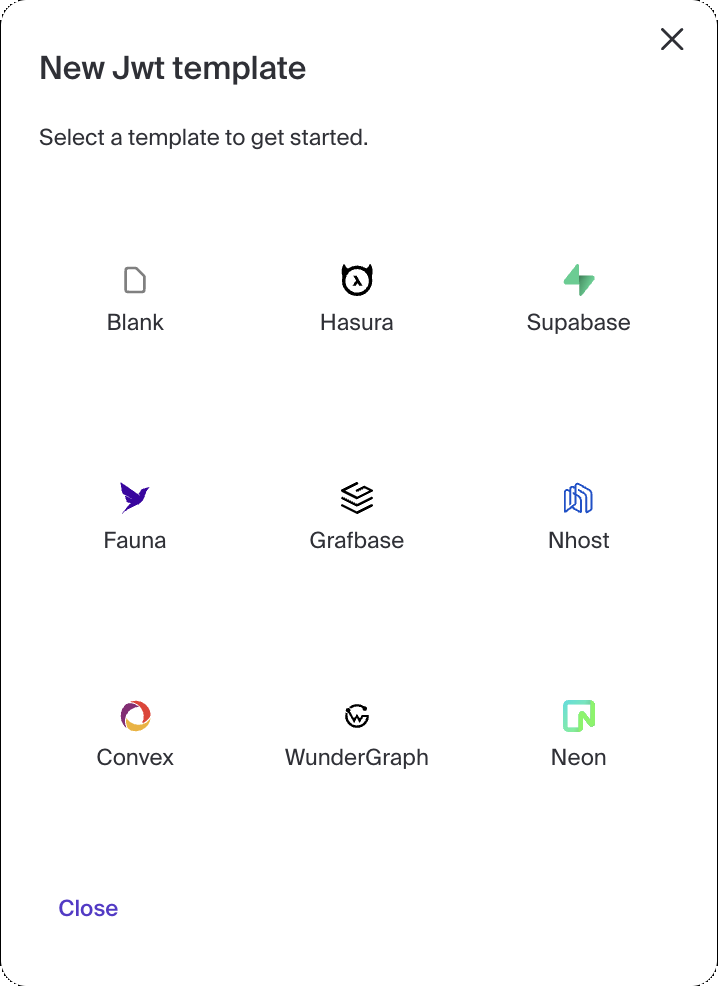 New Jwt template
Select a template to get started.
Blank
Hasura
Supabase
Fauna
Grafbase
Nhost
Convex
WunderGraph
Neon
Close